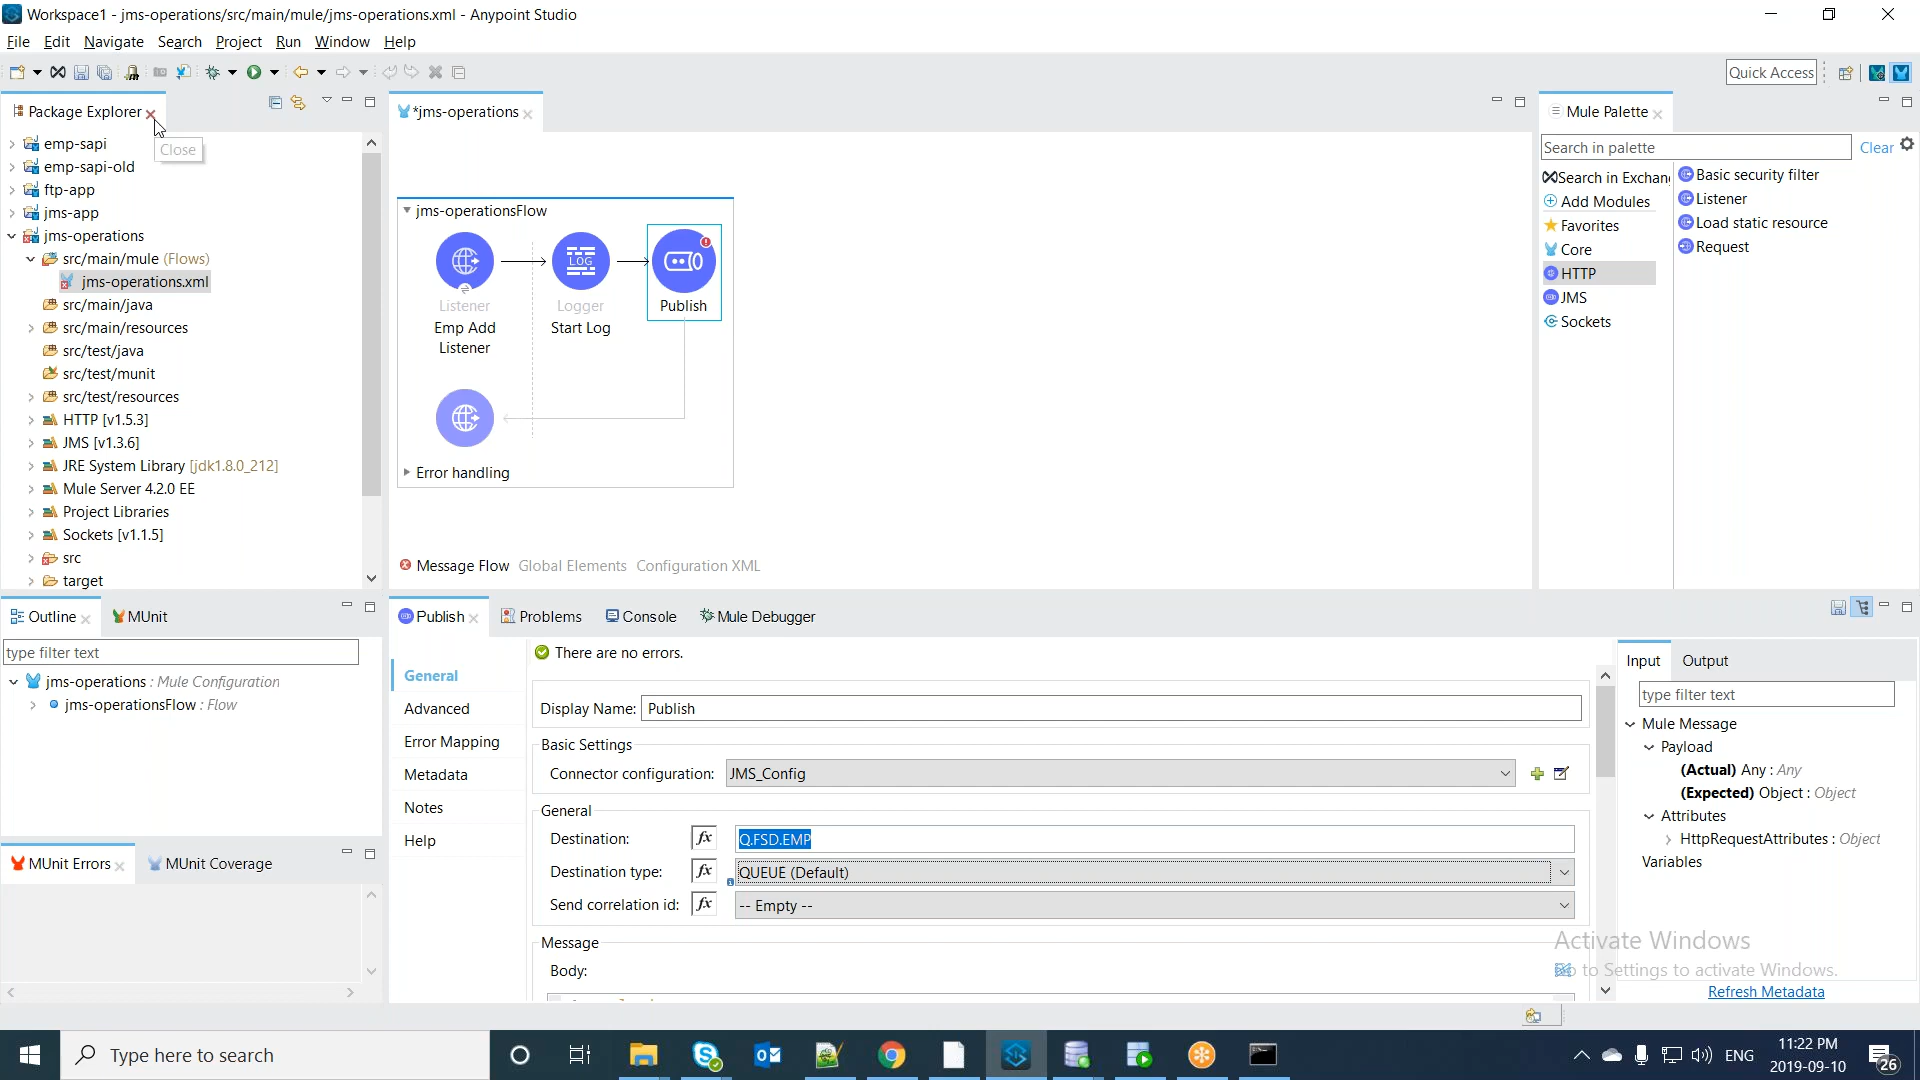 Workspace1 - jms-operations/src/main/mule/jms-operations.xml - Anypoint Studio
File Edit Navigate Search Project Run Window Help
Quick Access
Package Explorer
Close
emp-sapi
emp-sapi-old
ftp-app
jms-app
jms-operations
src/main/mule (Flows)
jms-operations.xml
src/main/java
src/main/resources
src/test/java
src/test/munit
src/test/resources
HTTP [v1.5.3]
JMS [v1.3.6]
JRE System Library [jdk1.8.0_212]
Mule Server 4.2.0 EE
Project Libraries
Sockets [v1.1.5]
src
target
*jms-operations
jms-operationsFlow
LOG
Listener
Emp Add
Listener
Logger
Start Log
Publish
Error handling
Message Flow Global Elements Configuration XML
Mule Palette
Search in palette
Clear
Search in Exchan
Add Modules
Favorites
Core
HTTP
JMS
Sockets
Basic security filter
Listener
Load static resource
Request
Outline MUnit
type filter text
jms-operations : Mule Configuration
jms-operationsFlow : Flow
MUnit Errors MUnit Coverage
Publish Problems Console Mule Debugger
General
Advanced
Error Mapping
Metadata
Notes
Help
There are no errors.
Display Name: Publish
Basic Settings
Connector configuration: JMS_Config
General
Destination: fx Q.FSD.EMP
Destination type: fx QUEUE (Default)
Send correlation id: fx -- Empty --
Message
Body:
Input Output
type filter text
Mule Message
Payload
(Actual) Any : Any
(Expected) Object : Object
Attributes
HttpRequestAttributes : Object
Variables
Activate Windows
to Settings to activate Windows.
Refresh Metadata
Type here to search
ENG
11:22 PM
2019-09-10
26